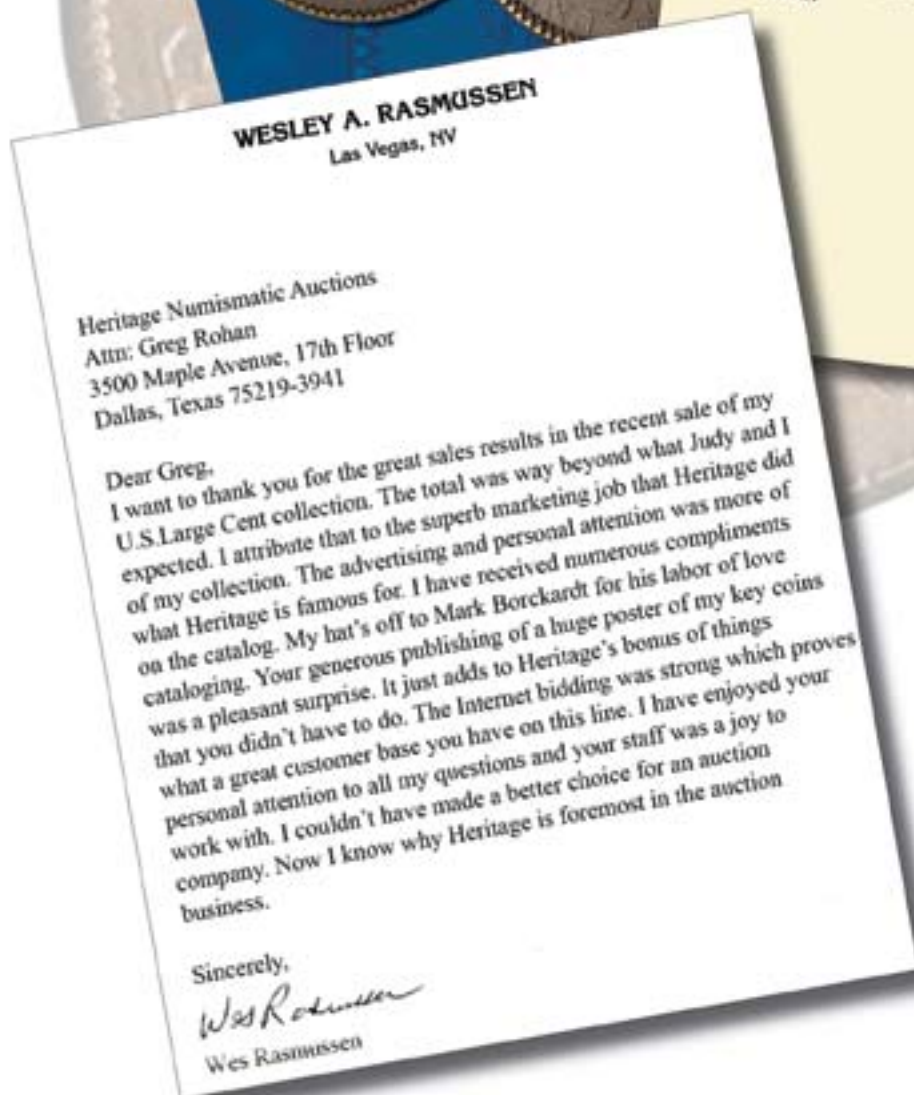 WESLEY A. RASMUSSEN
Las Vegas, NV
Heritage Numismatic Auctions
Attn: Greg Rohan
3500 Maple Avenue, 17th Floor
Dallas, Texas 75219-3941
Dear Greg,
I want to thank you for the great sales results in the recent sale of my
U.S.Large Cent collection. The total was way beyond what Judy and I
expected. I attribute that to the superb marketing job that Heritage did
of my collection. The advertising and personal attention was more of
what Heritage is famous for. I have received numerous compliments
on the catalog. My hat's off to Mark Borckardt for his labor of love
cataloging. Your generous publishing of a huge poster of my key coins
was a pleasant surprise. It just adds to Heritage's bonus of things
that you didn't have to do. The Internet bidding was strong which proves
what a great customer base you have on this line. I have enjoyed your
personal attention to all my questions and your staff was a joy to
work with. I couldn't have made a better choice for an auction
company. Now I know why Heritage is foremost in the auction
business.
Sincerely,
Wes Rasmussen
Wes Rasmussen